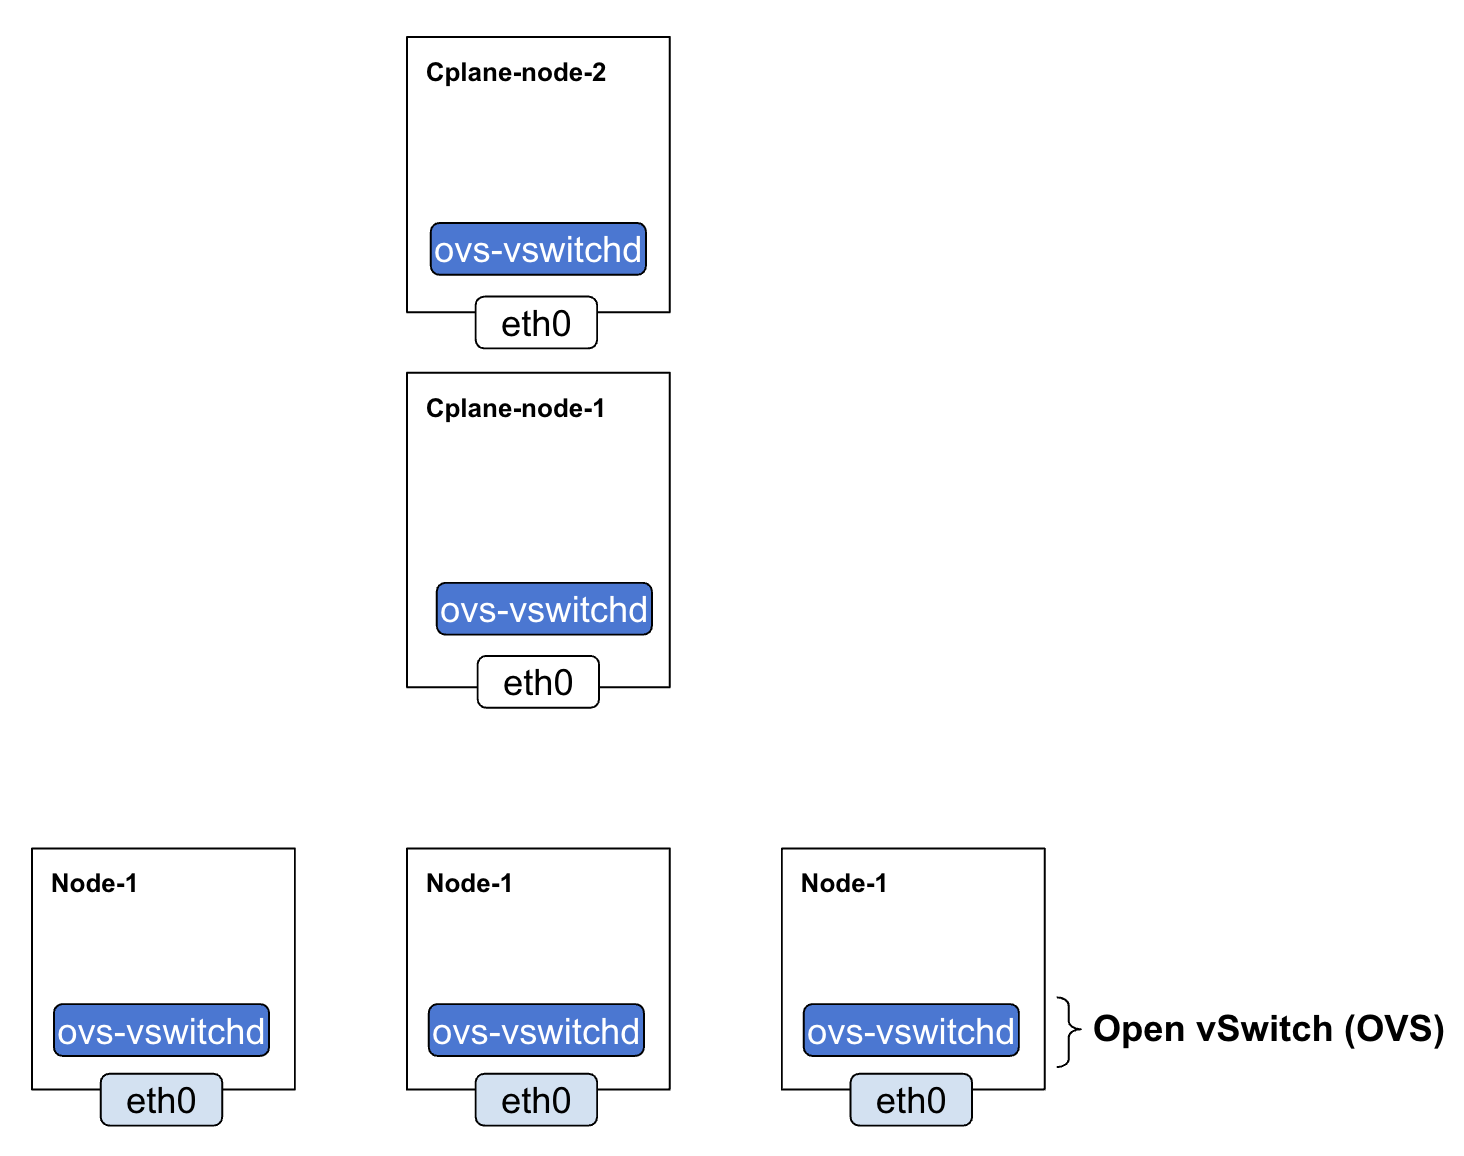 Cplane-node-2
ovs-vswitchd
eth0
Cplane-node-1
ovs-vswitchd
eth0
Node-1
Node-1
Node-1
ovs-vswitchd
ovs-vswitchd
ovs-vswitchd
Open vSwitch (OVS)
eth0
eth0
eth0